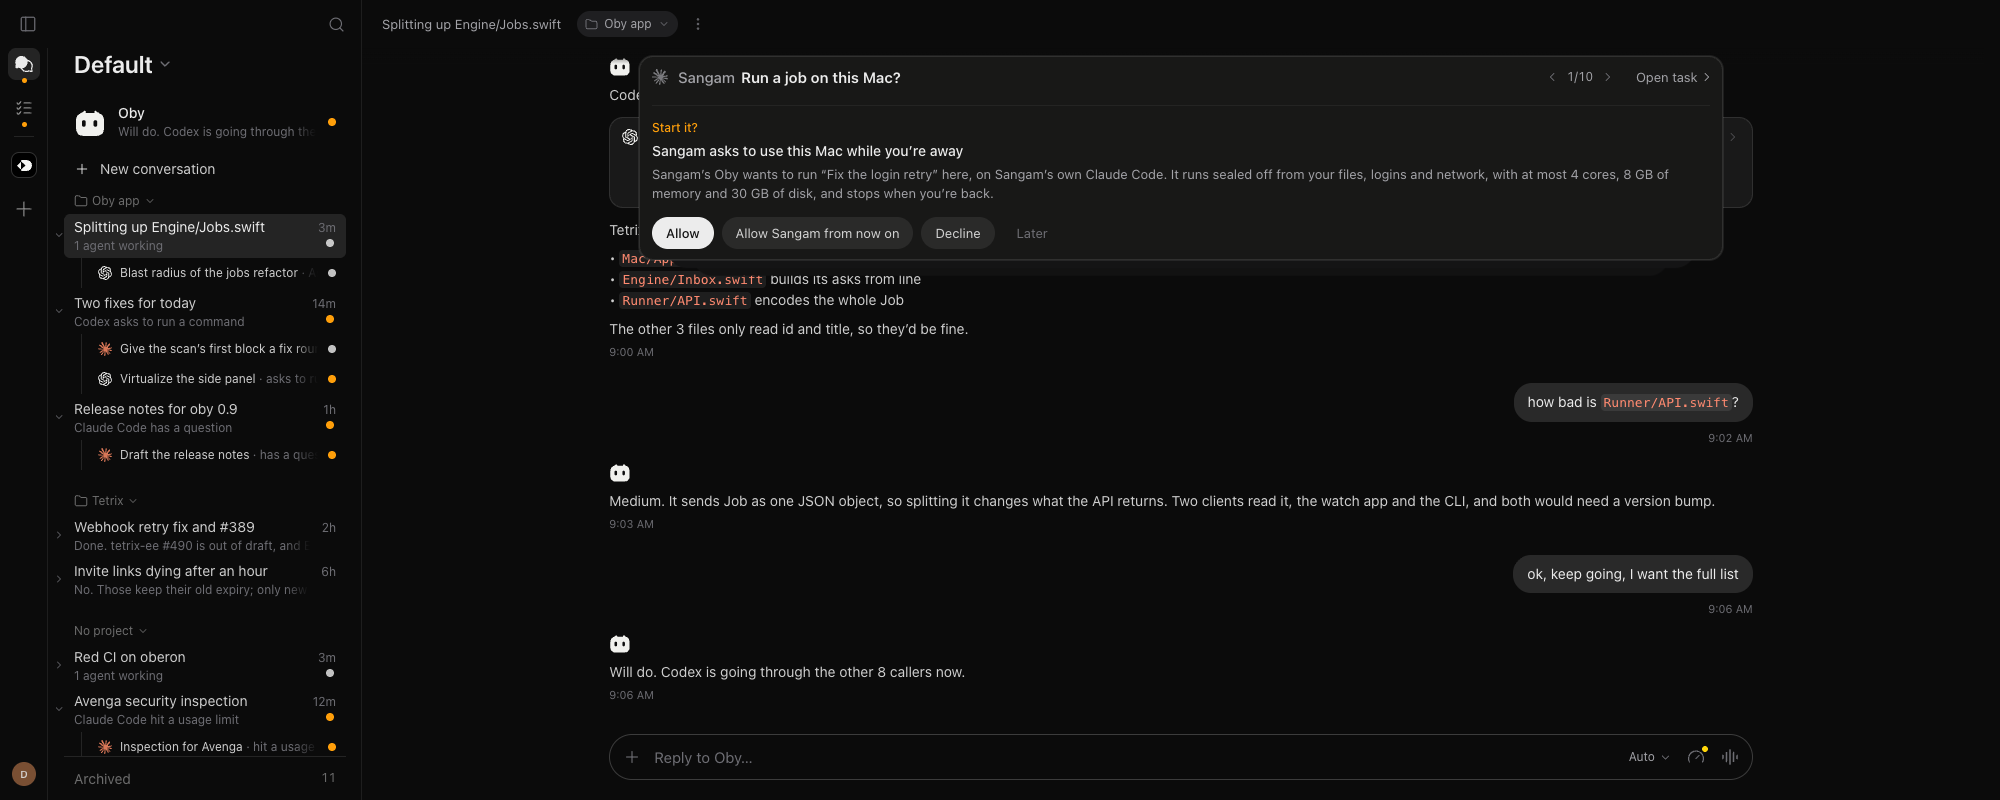 Splitting up Engine/Jobs.swift
Oby app
Default
Oby
Will do. Codex is going through the
New conversation
Oby app
Splitting up Engine/Jobs.swift
3m
1 agent working
Blast radius of the jobs refactor · A
Two fixes for today
14m
Codex asks to run a command
Give the scan's first block a fix rou
Virtualize the side panel · asks to r
Release notes for oby 0.9
1h
Claude Code has a question
Draft the release notes · has a que
Tetrix
Webhook retry fix and #389
2h
Done. tetrix-ee #490 is out of draft, and E
Invite links dying after an hour
6h
No. Those keep their old expiry; only new
No project
Red CI on oberon
3m
1 agent working
Avenga security inspection
12m
Claude Code hit a usage limit
Inspection for Avenga · hit a usage
Archived
11
D
Code
Sangam Run a job on this Mac?
1/10
Open task
Start it?
Sangam asks to use this Mac while you're away
Sangam's Oby wants to run “Fix the login retry” here, on Sangam's own Claude Code. It runs sealed off from your files, logins and network, with at most 4 cores, 8 GB of
memory and 30 GB of disk, and stops when you're back.
Allow
Allow Sangam from now on
Decline
Later
Tetri
• Mac/App
• Engine/Inbox.swift builds its asks from line
• Runner/API.swift encodes the whole Job
The other 3 files only read id and title, so they'd be fine.
9:00 AM
how bad is Runner/API.swift?
9:02 AM
Medium. It sends Job as one JSON object, so splitting it changes what the API returns. Two clients read it, the watch app and the CLI, and both would need a version bump.
9:03 AM
ok, keep going, I want the full list
9:06 AM
Will do. Codex is going through the other 8 callers now.
9:06 AM
Reply to Oby…
Auto